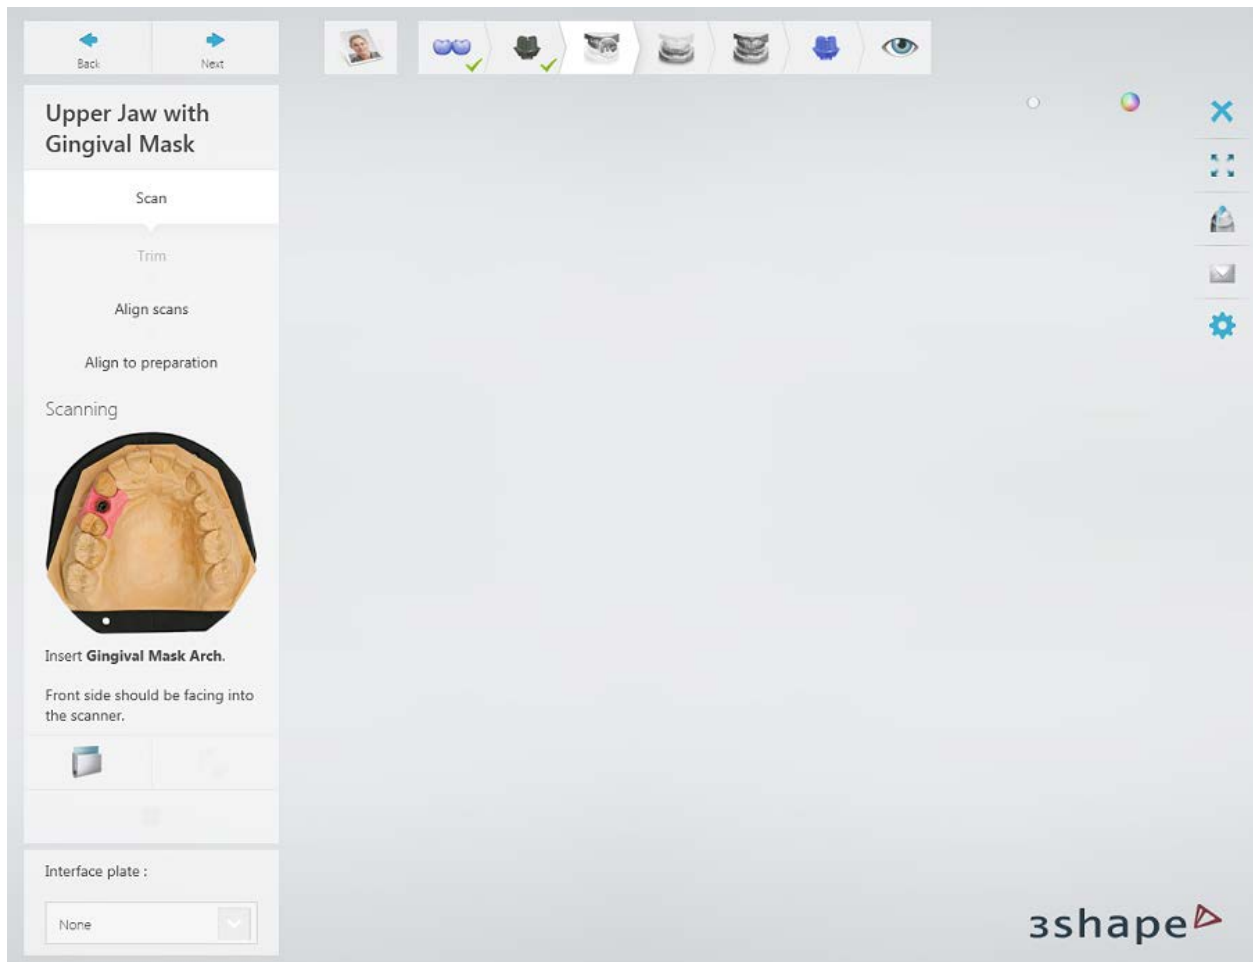 Back
Next
Upper Jaw with
Gingival Mask
Scan
Trim
Align scans
Align to preparation
Scanning
Insert Gingival Mask Arch.
Front side should be facing into
the scanner.
Interface plate :
None
3shape